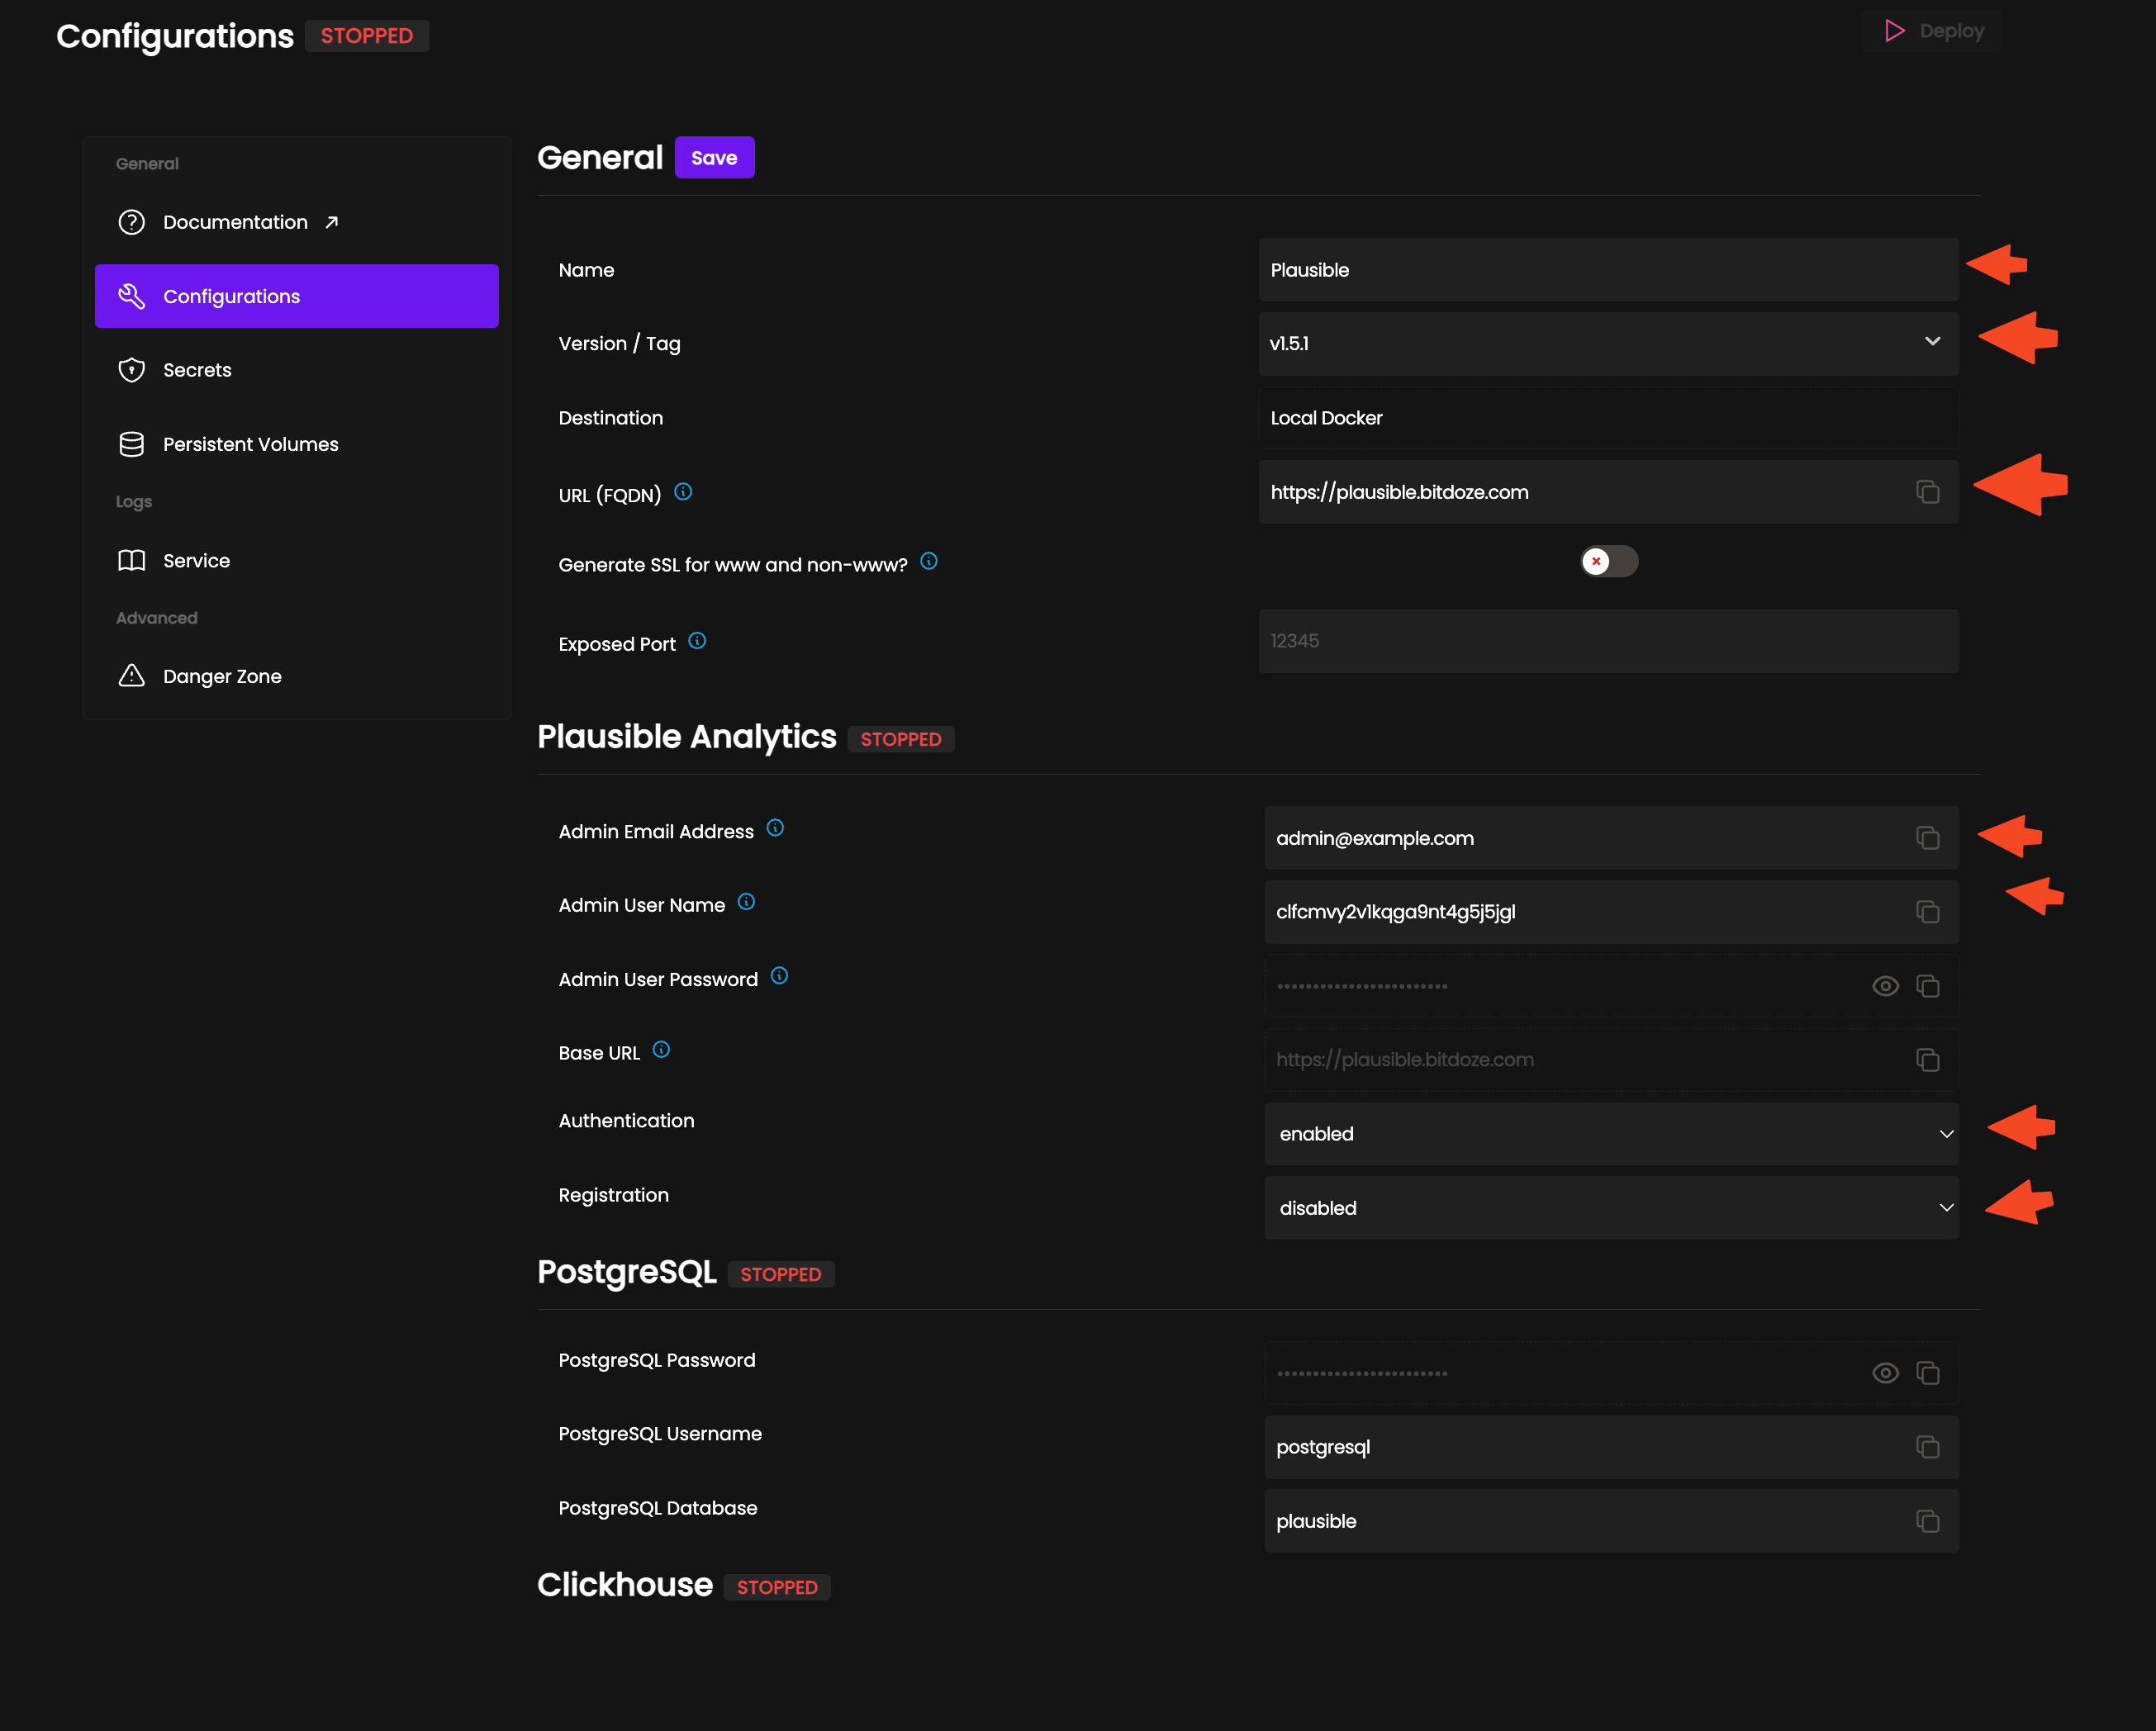 Configurations STOPPED
Deploy
General
Documentation
Configurations
Secrets
Persistent Volumes
Logs
Service
Advanced
Danger Zone
General Save
Name Plausible
Version / Tag v1.5.1
Destination Local Docker
URL (FQDN) https://plausible.bitdoze.com
Generate SSL for www and non-www?
Exposed Port 12345
Plausible Analytics STOPPED
Admin Email Address admin@example.com
Admin User Name clfcmvy2v1kqga9nt4g5j5jgl
Admin User Password ••••••••••••••••••••••••
Base URL https://plausible.bitdoze.com
Authentication enabled
Registration disabled
PostgreSQL STOPPED
PostgreSQL Password ••••••••••••••••••••••••
PostgreSQL Username postgresql
PostgreSQL Database plausible
Clickhouse STOPPED